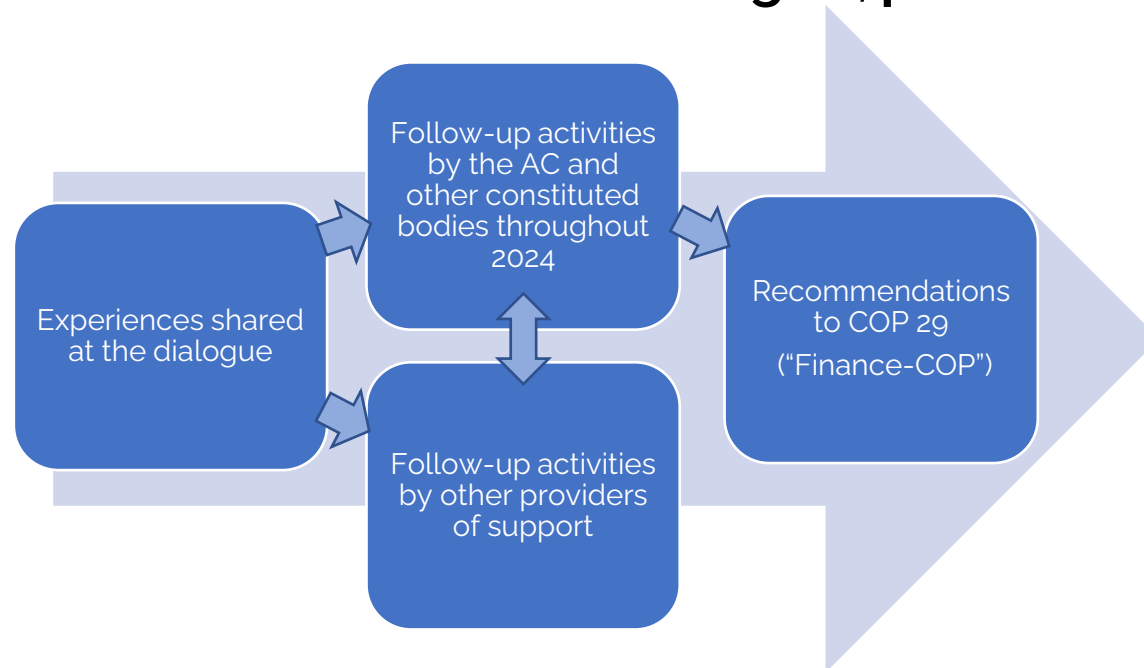 Experiences shared
at the dialogue
Follow-up activities
by the AC and
other constituted
bodies throughout
2024
Follow-up activities
by other providers
of support
Recommendations
to COP 29
(“Finance-COP”)